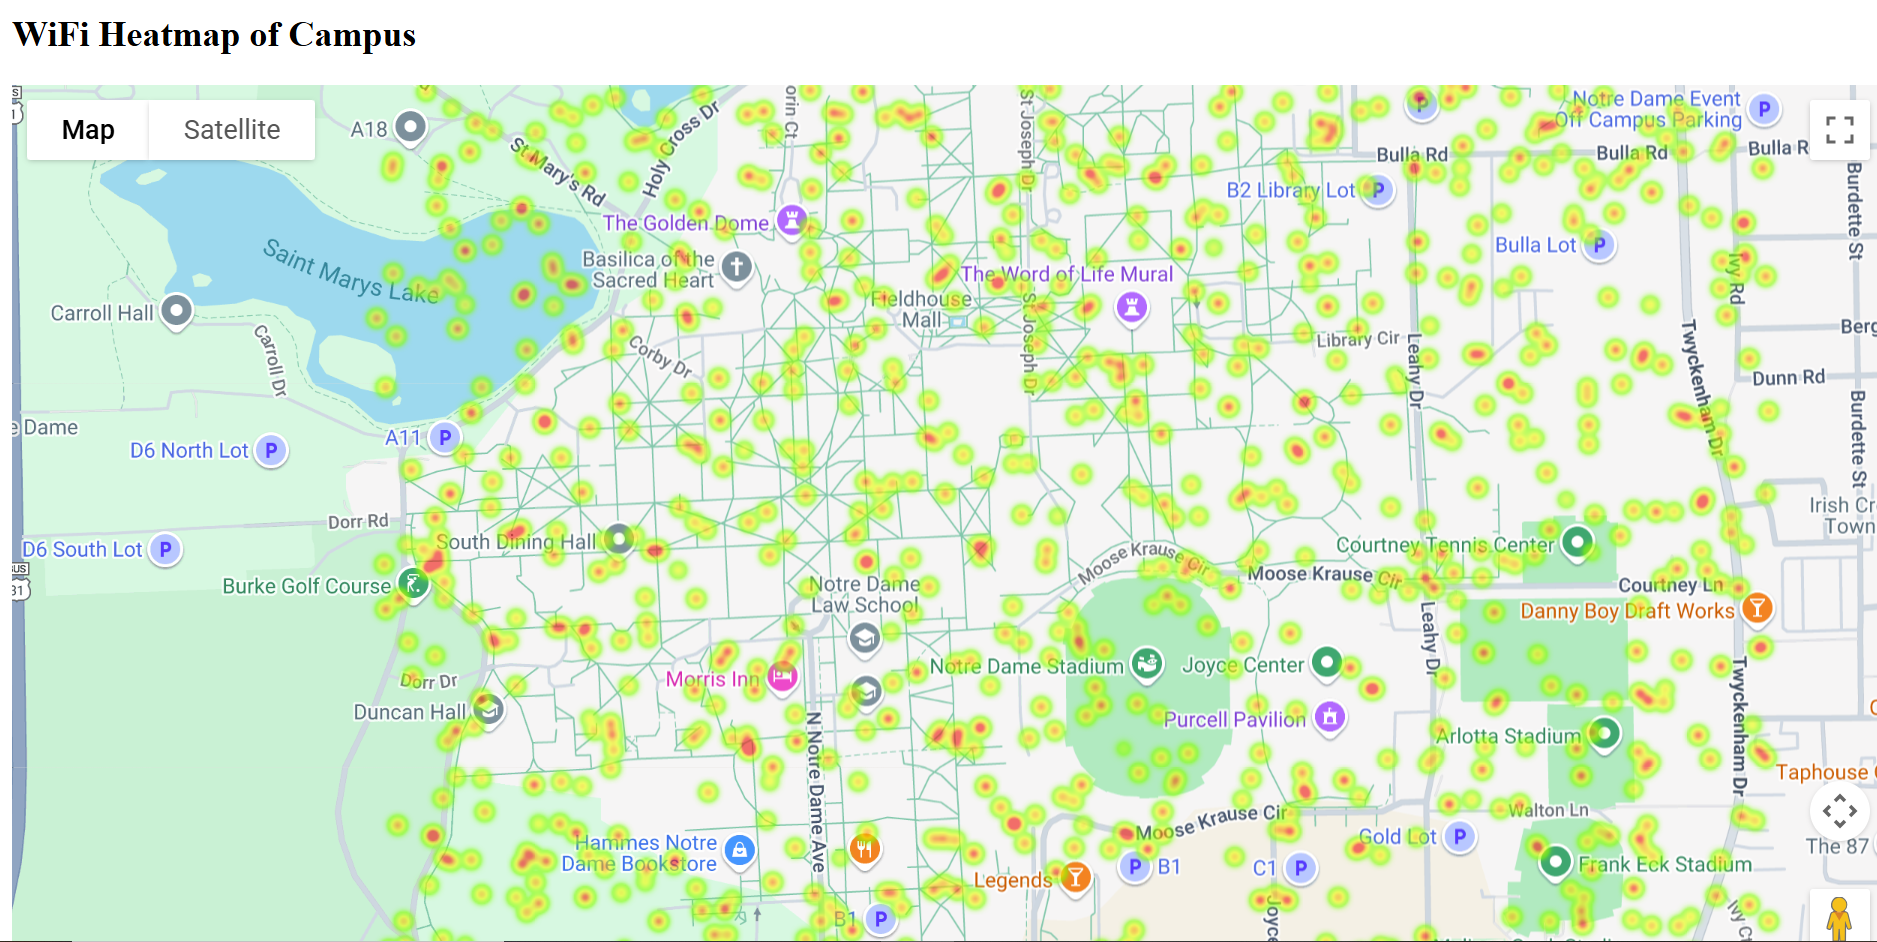 WiFi Heatmap of Campus
Map
Satellite
A18
St Mary's Rd
Holy Cross Dr
orin Ct
St Joseph Dr
Notre Dame Event
Off Campus Parking
P
P
Bulla Rd
Bulla Rd
Bulla R
Burdette St
B2 Library Lot
P
The Golden Dome
Saint Marys Lake
Basilica of the
Sacred Heart
The Word of Life Mural
Bulla Lot
P
Ivy Rd
Carroll Hall
Carroll Dr
Fieldhouse
Mall
St Joseph Dr
Corby Dr
Library Cir
Leahy Dr
Twyckenham Dr
Berg
Dunn Rd
Burdette St
e Dame
D6 North Lot
P
A11
P
Dorr Rd
D6 South Lot
P
South Dining Hall
Moose Krause Cir
Moose Krause Cir
Courtney Tennis Center
Irish Cr
Town
US
31
Burke Golf Course
Notre Dame
Law School
Courtney Ln
Danny Boy Draft Works
Leahy Dr
Dorr Dr
Duncan Hall
Morris Inn
Notre Dame Stadium
Joyce Center
Purcell Pavilion
Arlotta Stadium
Twyckenham Dr
Taphouse
N Notre Dame Ave
Hammes Notre
Dame Bookstore
Moose Krause Cir
Walton Ln
Gold Lot
P
The 87
Legends
P
B1
C1
P
Frank Eck Stadium
B1
P
Joyce
Ivy Ct